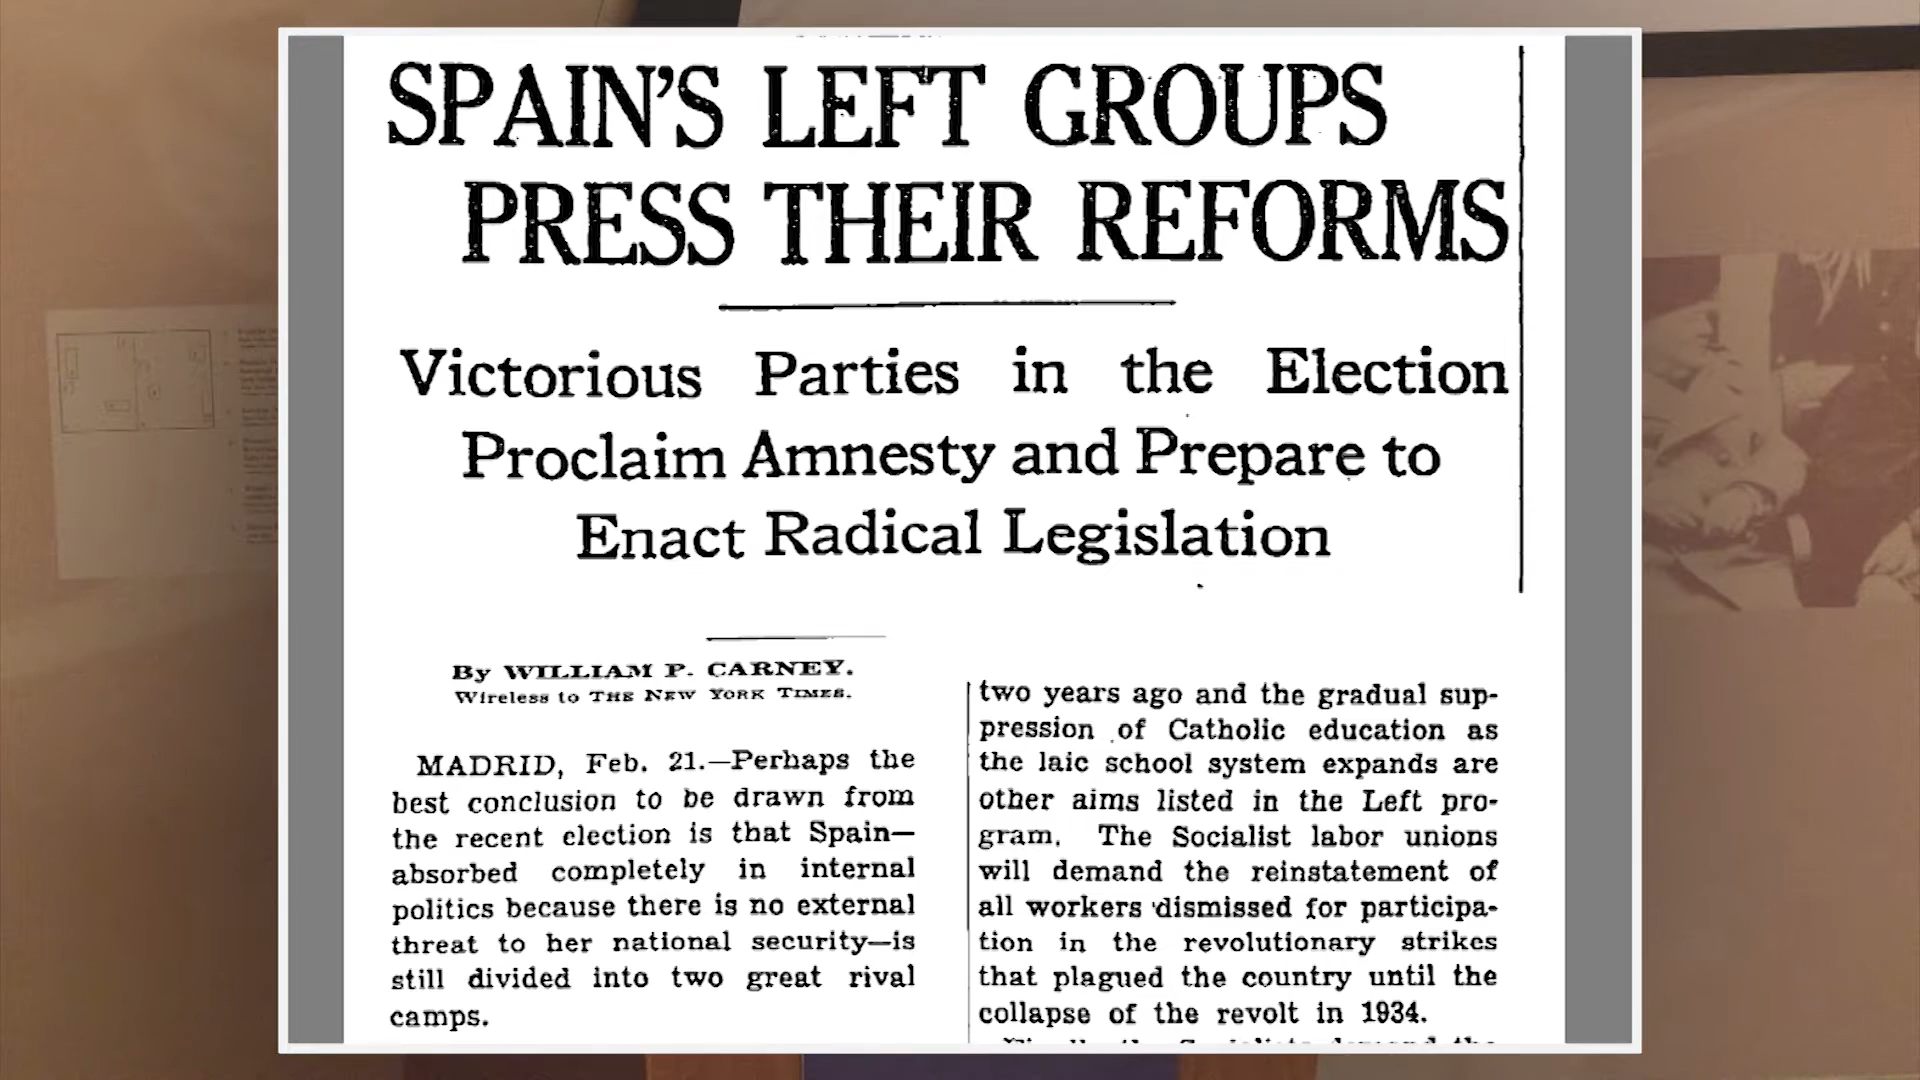 SPAIN'S LEFT GROUPS
PRESS THEIR REFORMS
Victorious Parties in the Election
Proclaim Amnesty and Prepare to
Enact Radical Legislation
By WILLIAM P. CARNEY.
Wireless to THE NEW YORK TIMES.
MADRID, Feb. 21.—Perhaps the
best conclusion to be drawn from
the recent election is that Spain—
absorbed completely in internal
politics because there is no external
threat to her national security—is
still divided into two great rival
camps.
two years ago and the gradual sup-
pression of Catholic education as
the laic school system expands are
other aims listed in the Left pro-
gram. The Socialist labor unions
will demand the reinstatement of
all workers dismissed for participa-
tion in the revolutionary strikes
that plagued the country until the
collapse of the revolt in 1934.